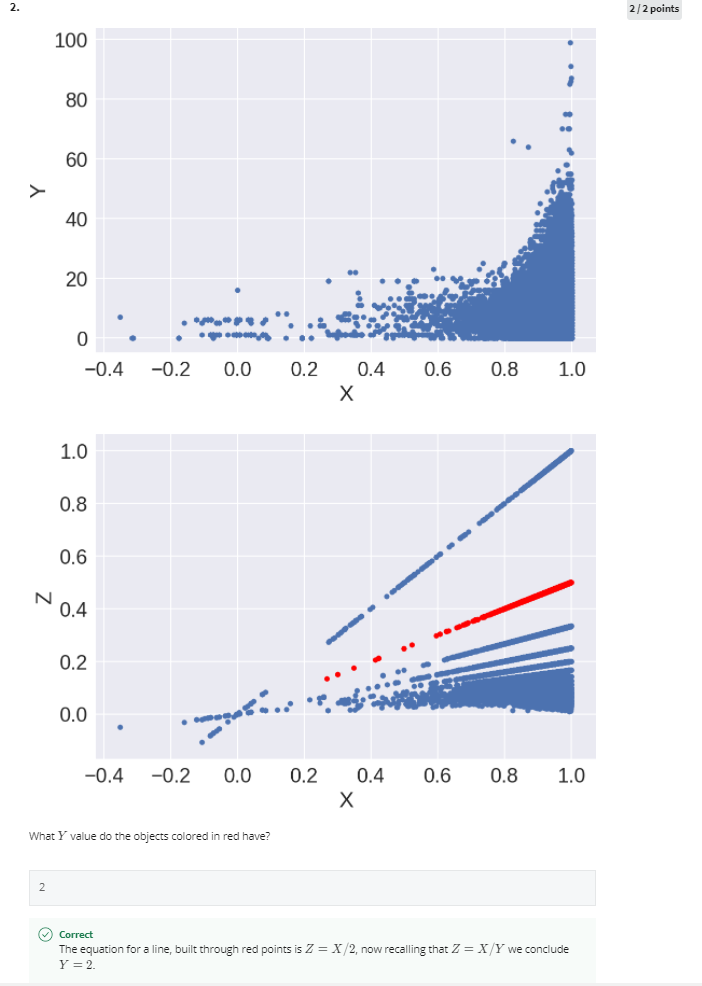 2.
2 / 2 points
100
80
60
40
20
0
Y
−0.4 −0.2 0.0 0.2 0.4 0.6 0.8 1.0
X
1.0
0.8
0.6
0.4
0.2
0.0
Z
−0.4 −0.2 0.0 0.2 0.4 0.6 0.8 1.0
X
What Y value do the objects colored in red have?
2
Correct
The equation for a line, built through red points is Z = X/2, now recalling that Z = X/Y we conclude
Y = 2.